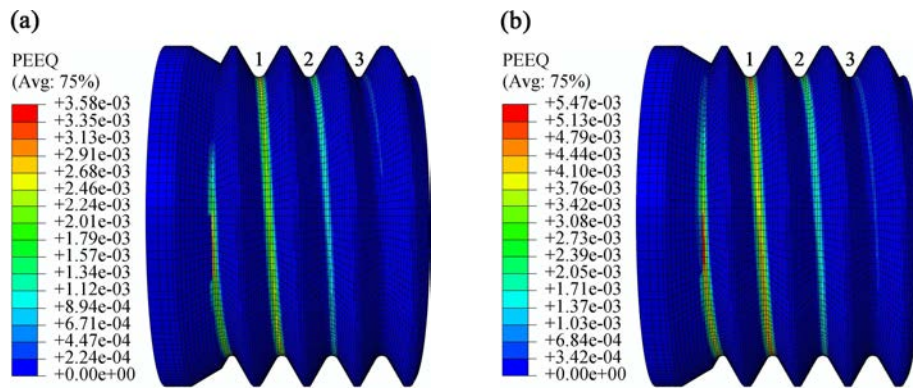 (a)
PEEQ
(Avg: 75%)
+3.58e-03
+3.35e-03
+3.13e-03
+2.91e-03
+2.68e-03
+2.46e-03
+2.24e-03
+2.01e-03
+1.79e-03
+1.57e-03
+1.34e-03
+1.12e-03
+8.94e-04
+6.71e-04
+4.47e-04
+2.24e-04
+0.00e+00
1 2 3
(b)
PEEQ
(Avg: 75%)
+5.47e-03
+5.13e-03
+4.79e-03
+4.44e-03
+4.10e-03
+3.76e-03
+3.42e-03
+3.08e-03
+2.73e-03
+2.39e-03
+2.05e-03
+1.71e-03
+1.37e-03
+1.03e-03
+6.84e-04
+3.42e-04
+0.00e+00
1 2 3